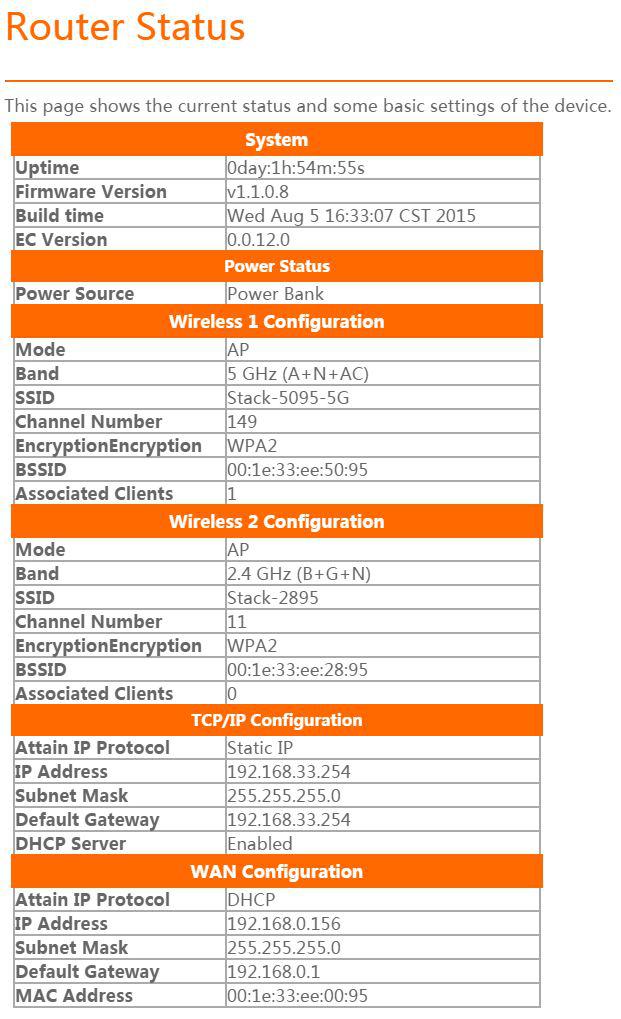 Router Status
This page shows the current status and some basic settings of the device.
System
Uptime 0day:1h:54m:55s
Firmware Version v1.1.0.8
Build time Wed Aug 5 16:33:07 CST 2015
EC Version 0.0.12.0
Power Status
Power Source Power Bank
Wireless 1 Configuration
Mode AP
Band 5 GHz (A+N+AC)
SSID Stack-5095-5G
Channel Number 149
EncryptionEncryption WPA2
BSSID 00:1e:33:ee:50:95
Associated Clients 1
Wireless 2 Configuration
Mode AP
Band 2.4 GHz (B+G+N)
SSID Stack-2895
Channel Number 11
EncryptionEncryption WPA2
BSSID 00:1e:33:ee:28:95
Associated Clients 0
TCP/IP Configuration
Attain IP Protocol Static IP
IP Address 192.168.33.254
Subnet Mask 255.255.255.0
Default Gateway 192.168.33.254
DHCP Server Enabled
WAN Configuration
Attain IP Protocol DHCP
IP Address 192.168.0.156
Subnet Mask 255.255.255.0
Default Gateway 192.168.0.1
MAC Address 00:1e:33:ee:00:95